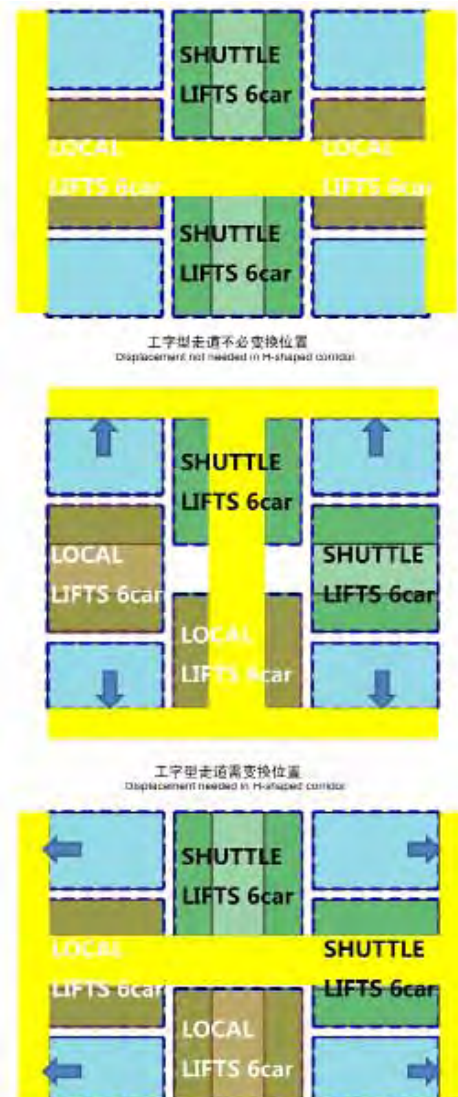 SHUTTLE
LIFTS 6car
LOCAL
LIFTS 6car
LOCAL
LIFTS 6car
SHUTTLE
LIFTS 6car
工字型走道不必变换位置
Displacement not needed in H-shaped corridor
SHUTTLE
LIFTS 6car
LOCAL
LIFTS 6car
SHUTTLE
LIFTS 6car
LOCAL
LIFTS 6car
工字型走道需变换位置
Displacement needed in H-shaped corridor
SHUTTLE
LIFTS 6car
LOCAL
LIFTS 6car
SHUTTLE
LIFTS 6car
LOCAL
LIFTS 6car